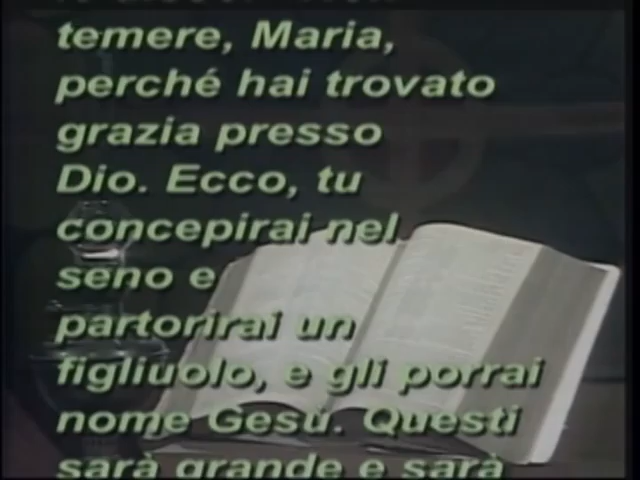 temere, Maria,
perché hai trovato
grazia presso
Dio. Ecco, tu
concepirai nel
seno e
partorirai un
figliuolo, e gli porrai
nome Gesù. Questi
sarà grande e sarà